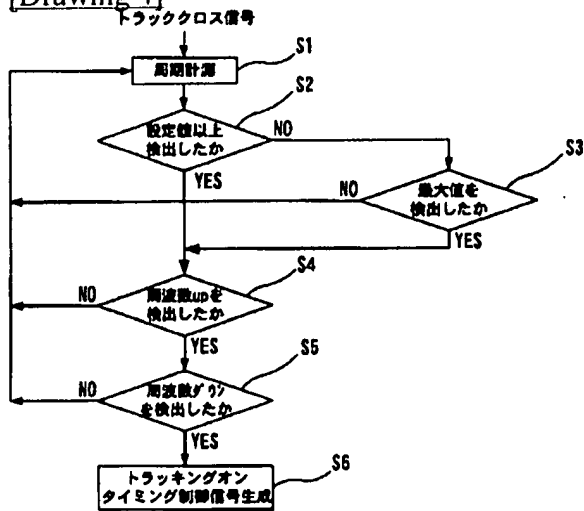 [Drawing 4]
トラッククロス信号
S1
周期計測
S2
設定値以上
検出したか
NO
S3
YES
NO
最大値を
検出したか
YES
S4
NO
周波数upを
検出したか
YES
S5
NO
周波数ダウン
を検出したか
YES
S6
トラッキングオン
タイミング制御信号生成